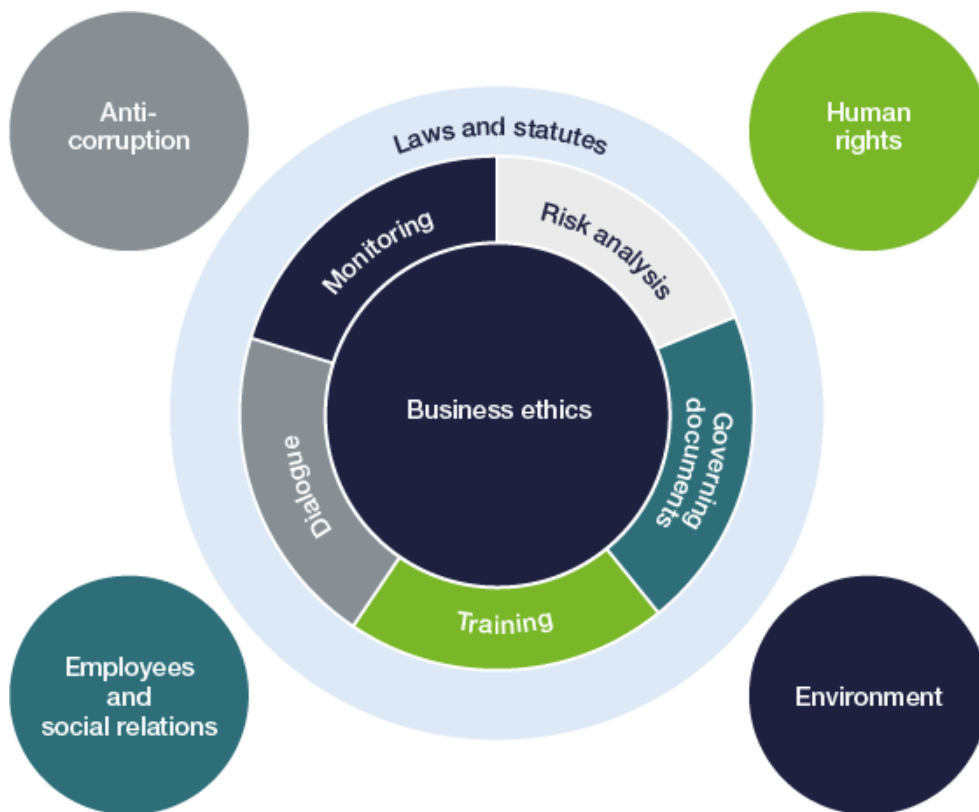 Anti-
corruption
Human
rights
Laws and statutes
Monitoring
Risk analysis
Business ethics
Governing
documents
Dialogue
Training
Employees
and
social relations
Environment